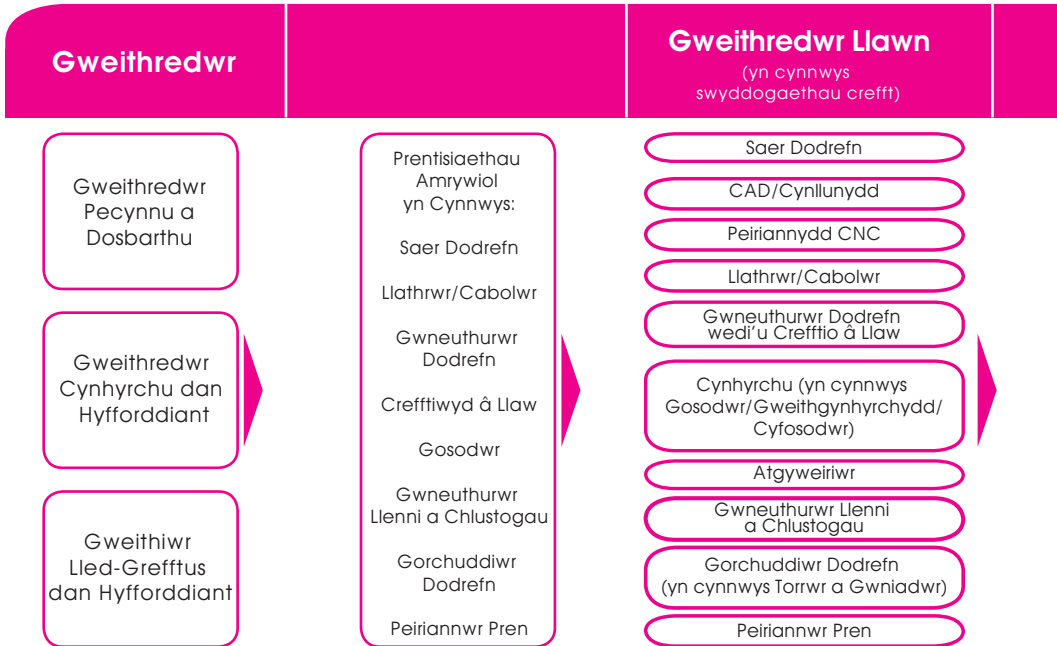 Gweithredwr
Gweithredwr Llawn
(yn cynnwys
swyddogaethau crefft)
Gweithredwr
Pecynnu a
Dosbarthu
Gweithredwr
Cynhyrchu dan
Hyfforddiant
Gweithiwr
Lled-Grefftus
dan Hyfforddiant
Prentisiaethau
Amrywiol
yn Cynnwys:
Saer Dodrefn
Llathrwr/Cabolwr
Gwneuthurwr
Dodrefn
Crefftiwyd â Llaw
Gosodwr
Gwneuthurwr
Llenni a Chlustogau
Gorchuddiwr
Dodrefn
Peiriannwr Pren
Saer Dodrefn
CAD/Cynllunydd
Peiriannydd CNC
Llathrwr/Cabolwr
Gwneuthurwr Dodrefn
wedi'u Crefftio â Llaw
Cynhyrchu (yn cynnwys
Gosodwr/Gweithgynhyrchydd/
Cyfosodwr)
Atgyweiriwr
Gwneuthurwr Llenni
a Chlustogau
Gorchuddiwr Dodrefn
(yn cynnwys Torrwr a Gwniadwr)
Peiriannwr Pren